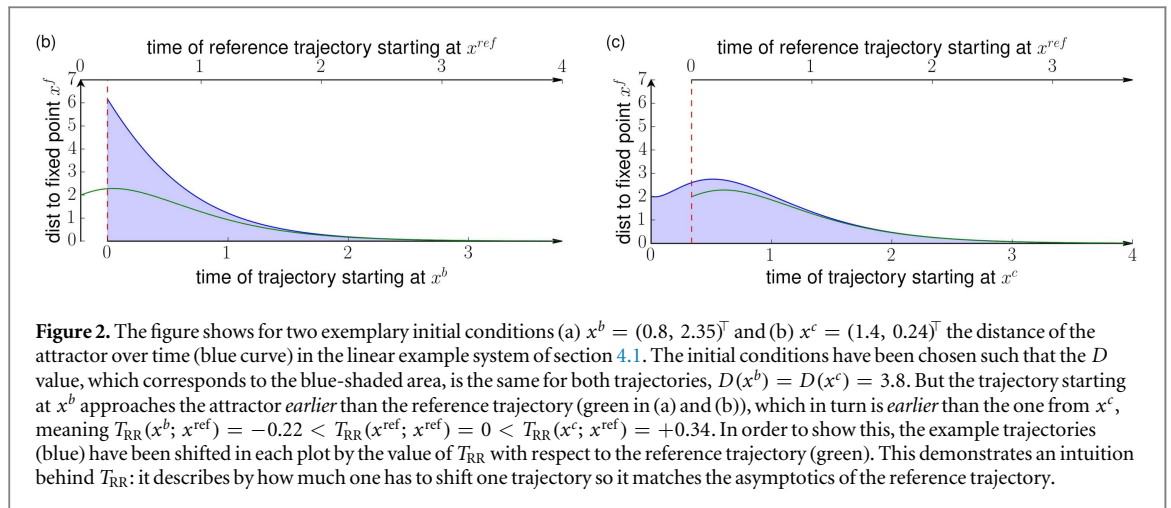 (b)
time of reference trajectory starting at x^ref
0 1 2 3 4
dist to fixed point x^f
7
6
5
4
3
2
1
0
0 1 2 3
time of trajectory starting at x^b
(c)
time of reference trajectory starting at x^ref
0 1 2 3
dist to fixed point x^f
7
6
5
4
3
2
1
0
0 1 2 3 4
time of trajectory starting at x^c
Figure 2. The figure shows for two exemplary initial conditions (a) x^b = (0.8, 2.35)^T and (b) x^c = (1.4, 0.24)^T the distance of the
attractor over time (blue curve) in the linear example system of section 4.1. The initial conditions have been chosen such that the D
value, which corresponds to the blue-shaded area, is the same for both trajectories, D(x^b) = D(x^c) = 3.8. But the trajectory starting
at x^b approaches the attractor earlier than the reference trajectory (green in (a) and (b)), which in turn is earlier than the one from x^c,
meaning T_RR(x^b; x^ref) = −0.22 < T_RR(x^ref; x^ref) = 0 < T_RR(x^c; x^ref) = +0.34. In order to show this, the example trajectories
(blue) have been shifted in each plot by the value of T_RR with respect to the reference trajectory (green). This demonstrates an intuition
behind T_RR: it describes by how much one has to shift one trajectory so it matches the asymptotics of the reference trajectory.